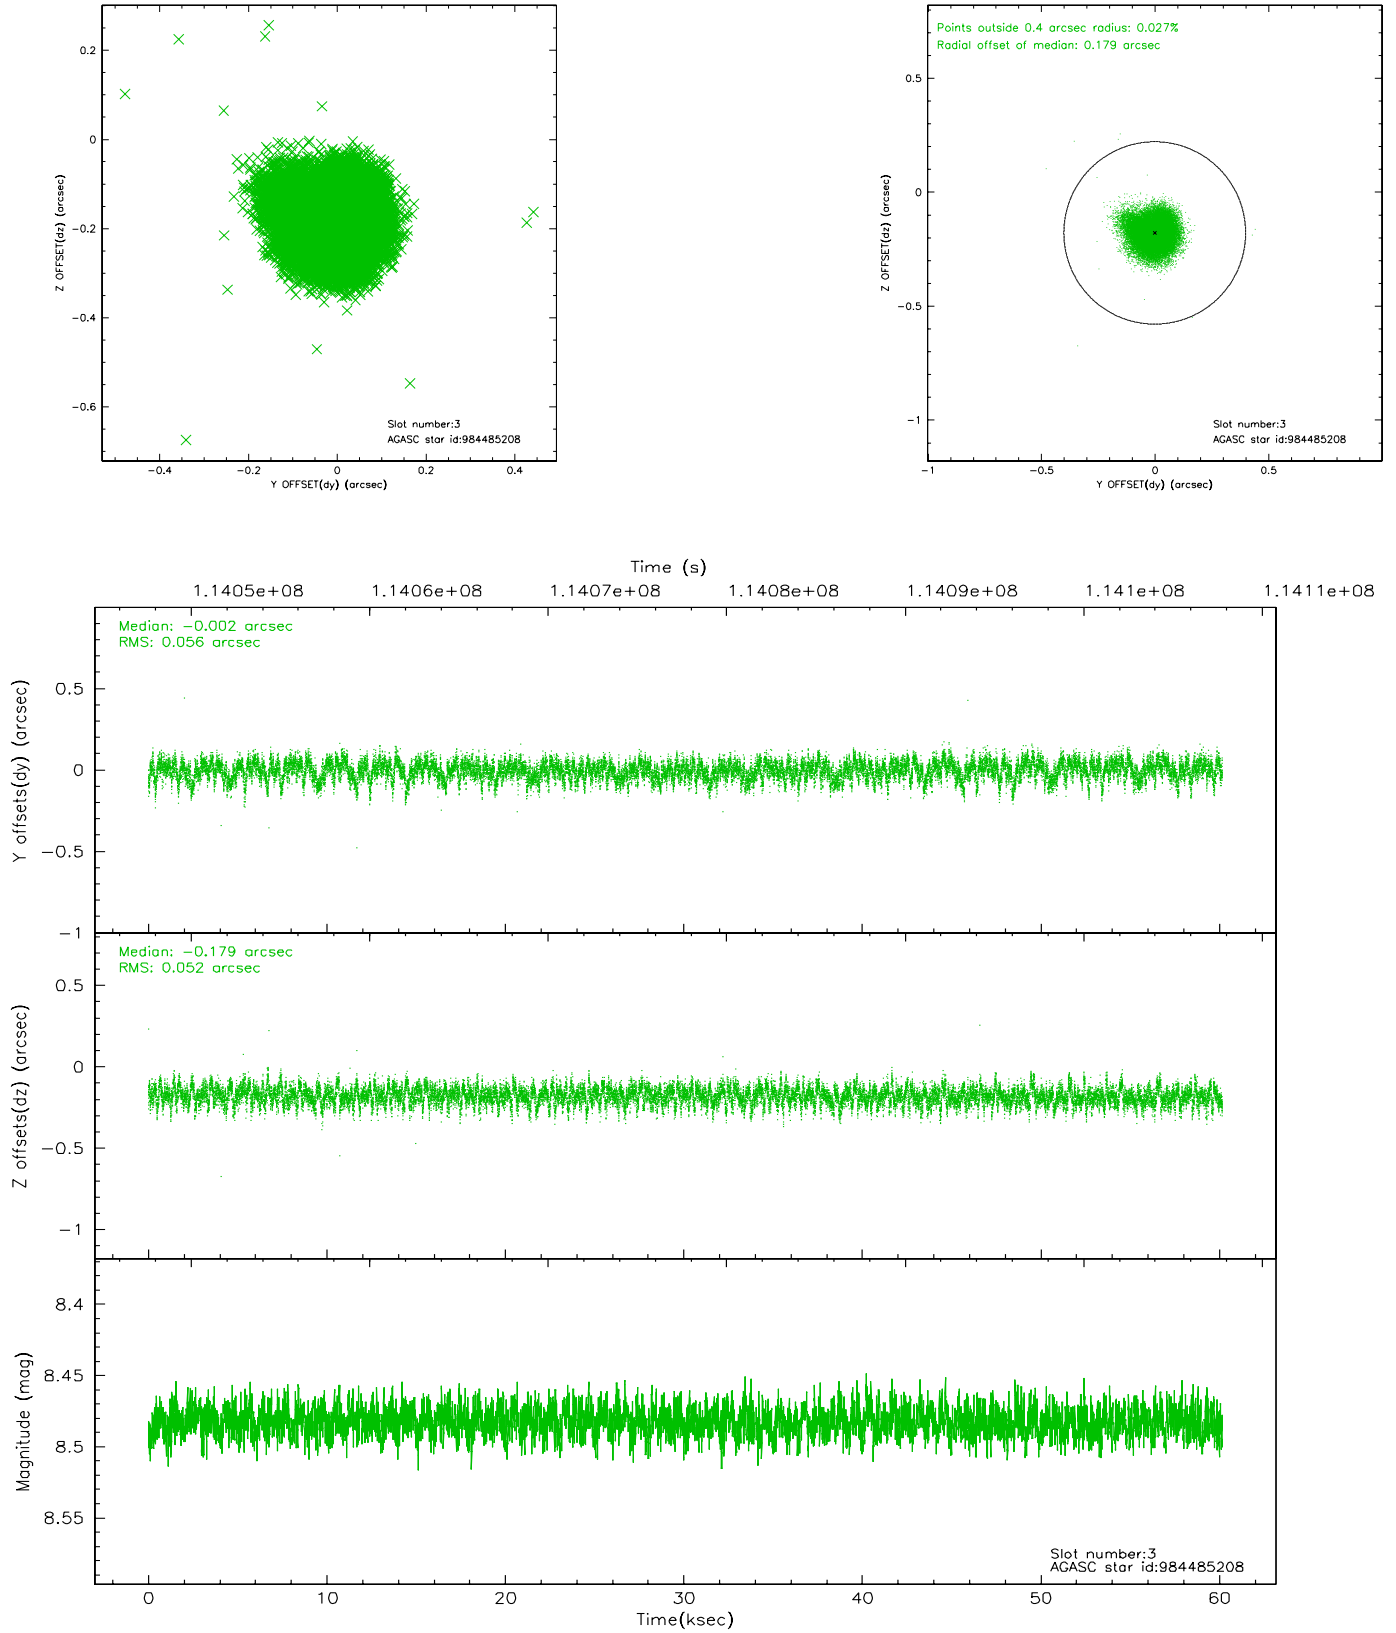 0.2
0
-0.2
-0.4
-0.6
Z OFFSET(dz) (arcsec)
Slot number:3
AGASC star id:984485208
-0.4 -0.2 0 0.2 0.4
Y OFFSET(dy) (arcsec)
Points outside 0.4 arcsec radius: 0.027%
Radial offset of median: 0.179 arcsec
0.5
0
-0.5
-1
Z OFFSET(dz) (arcsec)
Slot number:3
AGASC star id:984485208
-1 -0.5 0 0.5
Y OFFSET(dy) (arcsec)
Time (s)
1.1405e+08 1.1406e+08 1.1407e+08 1.1408e+08 1.1409e+08 1.141e+08 1.1411e+08
Median: -0.002 arcsec
RMS: 0.056 arcsec
0.5
0
-0.5
-1
Y offsets(dy) (arcsec)
Median: -0.179 arcsec
RMS: 0.052 arcsec
0.5
0
-0.5
-1
Z offsets(dz) (arcsec)
8.4
8.45
8.5
8.55
Magnitude (mag)
Slot number:3
AGASC star id:984485208
0 10 20 30 40 50 60
Time(ksec)